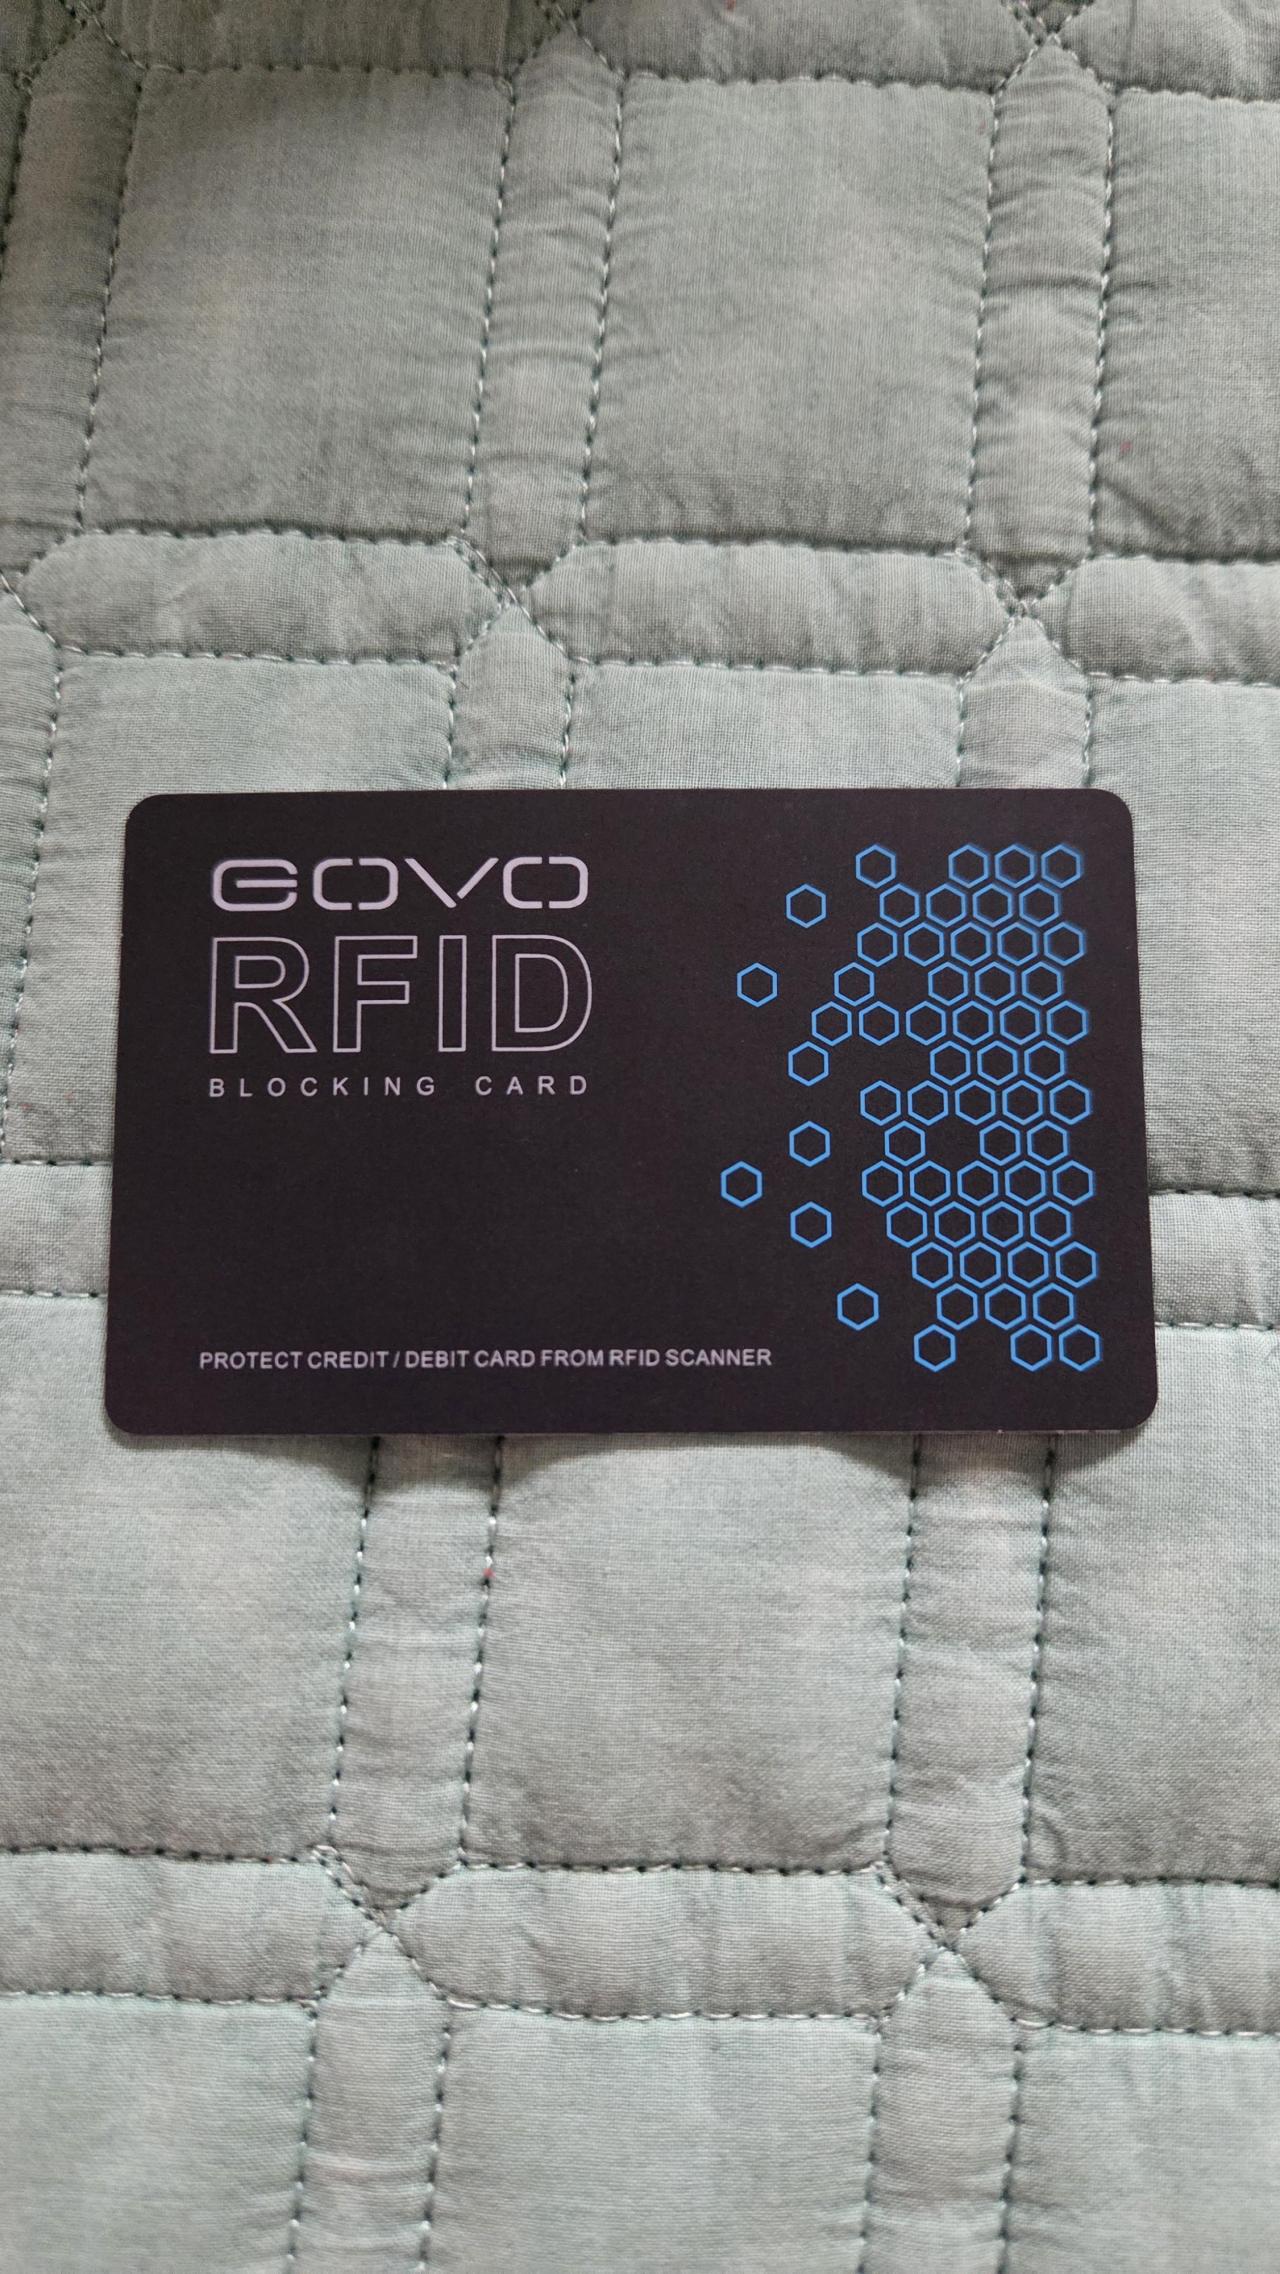 GOVO
RFID
BLOCKING CARD
PROTECT CREDIT / DEBIT CARD FROM RFID SCANNER